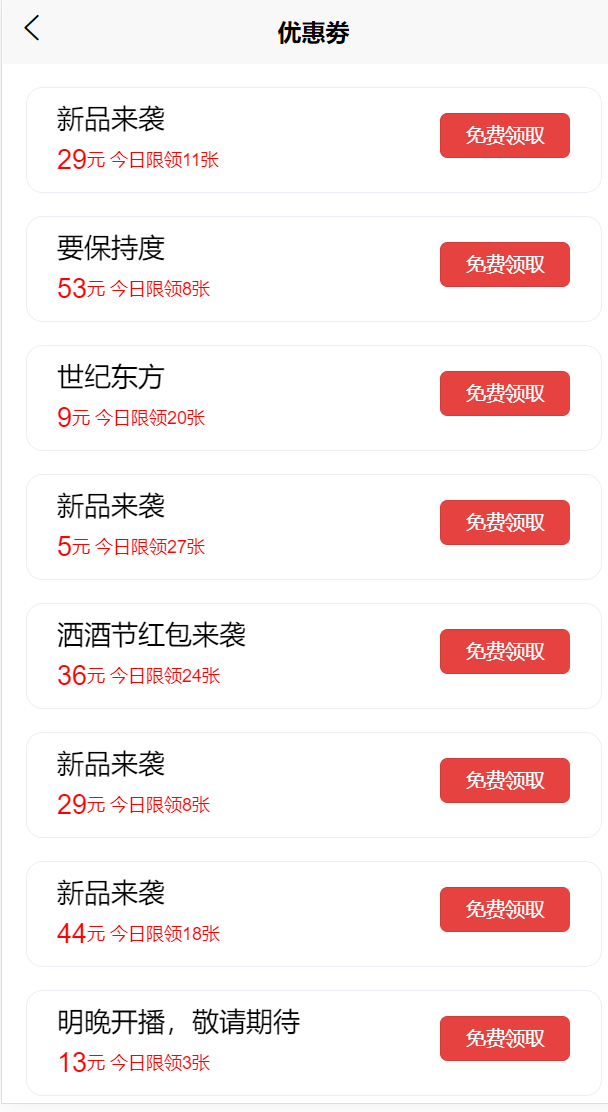 优惠劵
新品来袭
29元 今日限领11张
免费领取
要保持度
53元 今日限领8张
免费领取
世纪东方
9元 今日限领20张
免费领取
新品来袭
5元 今日限领27张
免费领取
洒酒节红包来袭
36元 今日限领24张
免费领取
新品来袭
29元 今日限领8张
免费领取
新品来袭
44元 今日限领18张
免费领取
明晚开播，敬请期待
13元 今日限领3张
免费领取